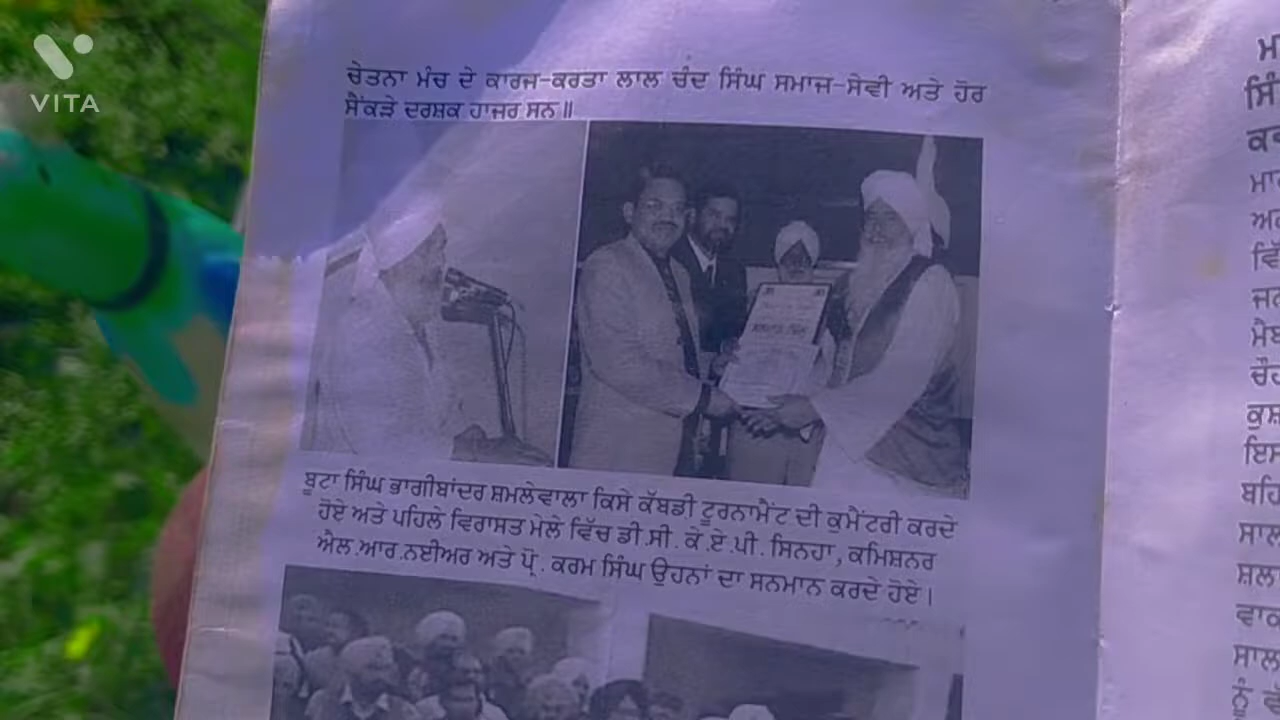 VITA
ਚੇਤਨਾ ਮੰਚ ਦੇ ਕਾਰਜ-ਕਰਤਾ ਲਾਲ ਚੰਦ ਸਿੰਘ ਸਮਾਜ-ਸੇਵੀ ਅਤੇ ਹੋਰ
ਸੈਂਕੜੇ ਦਰਸ਼ਕ ਹਾਜਰ ਸਨ॥
ਬੂਟਾ ਸਿੰਘ ਭਾਗੀਬਾਂਦਰ ਸ਼ਮਲੇਵਾਲਾ ਕਿਸੇ ਕੱਬਡੀ ਟੂਰਨਾਮੈਂਟ ਦੀ ਕੁਮੈਂਟਰੀ ਕਰਦੇ
ਹੋਏ ਅਤੇ ਪਹਿਲੇ ਵਿਰਾਸਤ ਮੇਲੇ ਵਿੱਚ ਡੀ.ਸੀ. ਕੇ.ਏ.ਪੀ. ਸਿਨਹਾ, ਕਮਿਸ਼ਨਰ
ਐਲ.ਆਰ.ਨਈਅਰ ਅਤੇ ਪ੍ਰੋ. ਕਰਮ ਸਿੰਘ ਉਹਨਾਂ ਦਾ ਸਨਮਾਨ ਕਰਦੇ ਹੋਏ।
ਸਾਲ
ਸਾਲ
ਨੂੰ